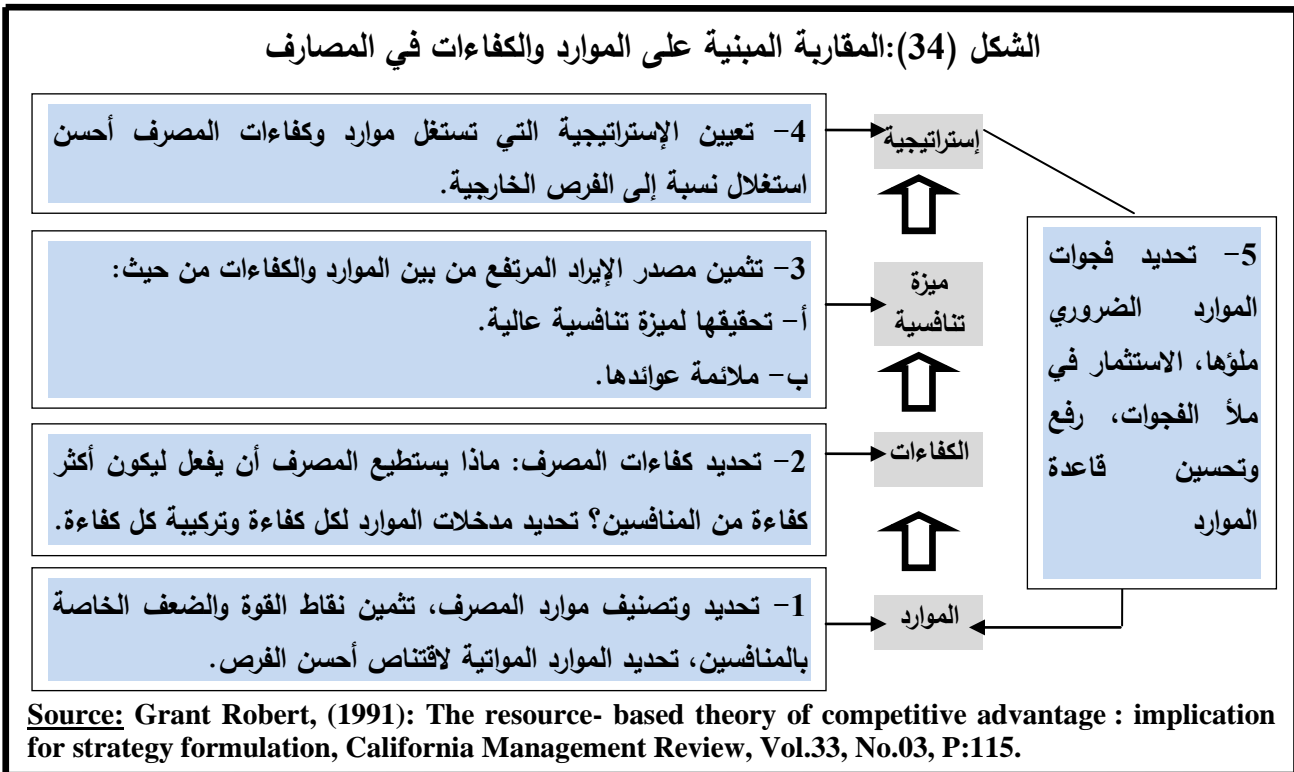 الشكل (34):المقاربة المبنية على الموارد والكفاءات في المصارف
4- تعيين الإستراتيجية التي تستغل موارد وكفاءات المصرف أحسن
استغلال نسبة إلى الفرص الخارجية.
إستراتيجية
3- تثمين مصدر الإيراد المرتفع من بين الموارد والكفاءات من حيث:
أ- تحقيقها لميزة تنافسية عالية.
ب- ملائمة عوائدها.
ميزة
تنافسية
2- تحديد كفاءات المصرف: ماذا يستطيع المصرف أن يفعل ليكون أكثر
كفاءة من المنافسين؟ تحديد مدخلات الموارد لكل كفاءة وتركيبة كل كفاءة.
الكفاءات
1- تحديد وتصنيف موارد المصرف، تثمين نقاط القوة والضعف الخاصة
بالمنافسين، تحديد الموارد المواتية لاقتناص أحسن الفرص.
الموارد
5- تحديد فجوات
الموارد الضروري
ملؤها، الاستثمار في
ملأ الفجوات، رفع
وتحسين قاعدة
الموارد
Source: Grant Robert, (1991): The resource- based theory of competitive advantage : implication
for strategy formulation, California Management Review, Vol.33, No.03, P:115.